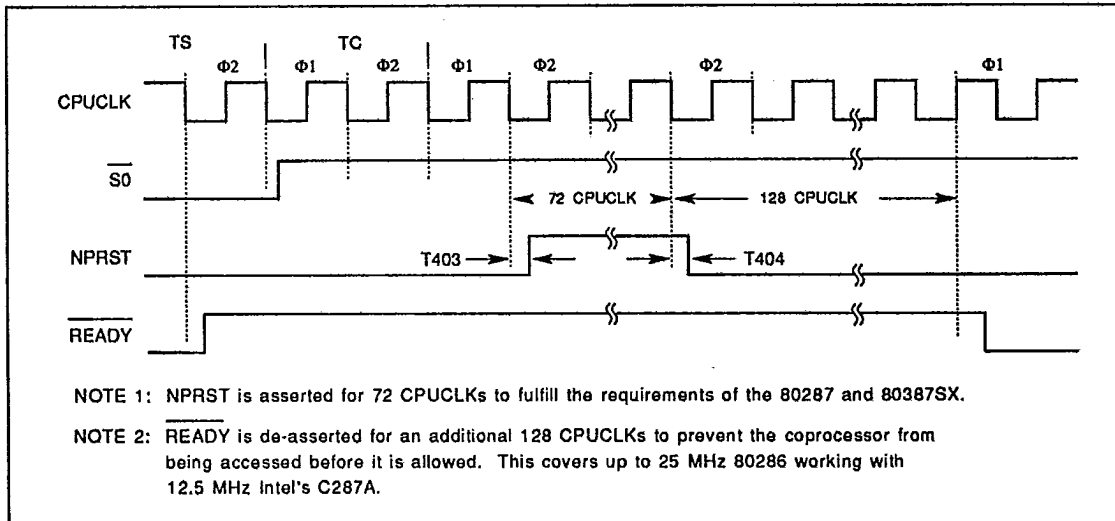 TS TC
Φ2 Φ1 Φ2 Φ1 Φ2 Φ2 Φ1
CPUCLK
S0
72 CPUCLK 128 CPUCLK
NPRST T403 T404
READY
NOTE 1: NPRST is asserted for 72 CPUCLKs to fulfill the requirements of the 80287 and 80387SX.
NOTE 2: READY is de-asserted for an additional 128 CPUCLKs to prevent the coprocessor from
being accessed before it is allowed. This covers up to 25 MHz 80286 working with
12.5 MHz Intel's C287A.